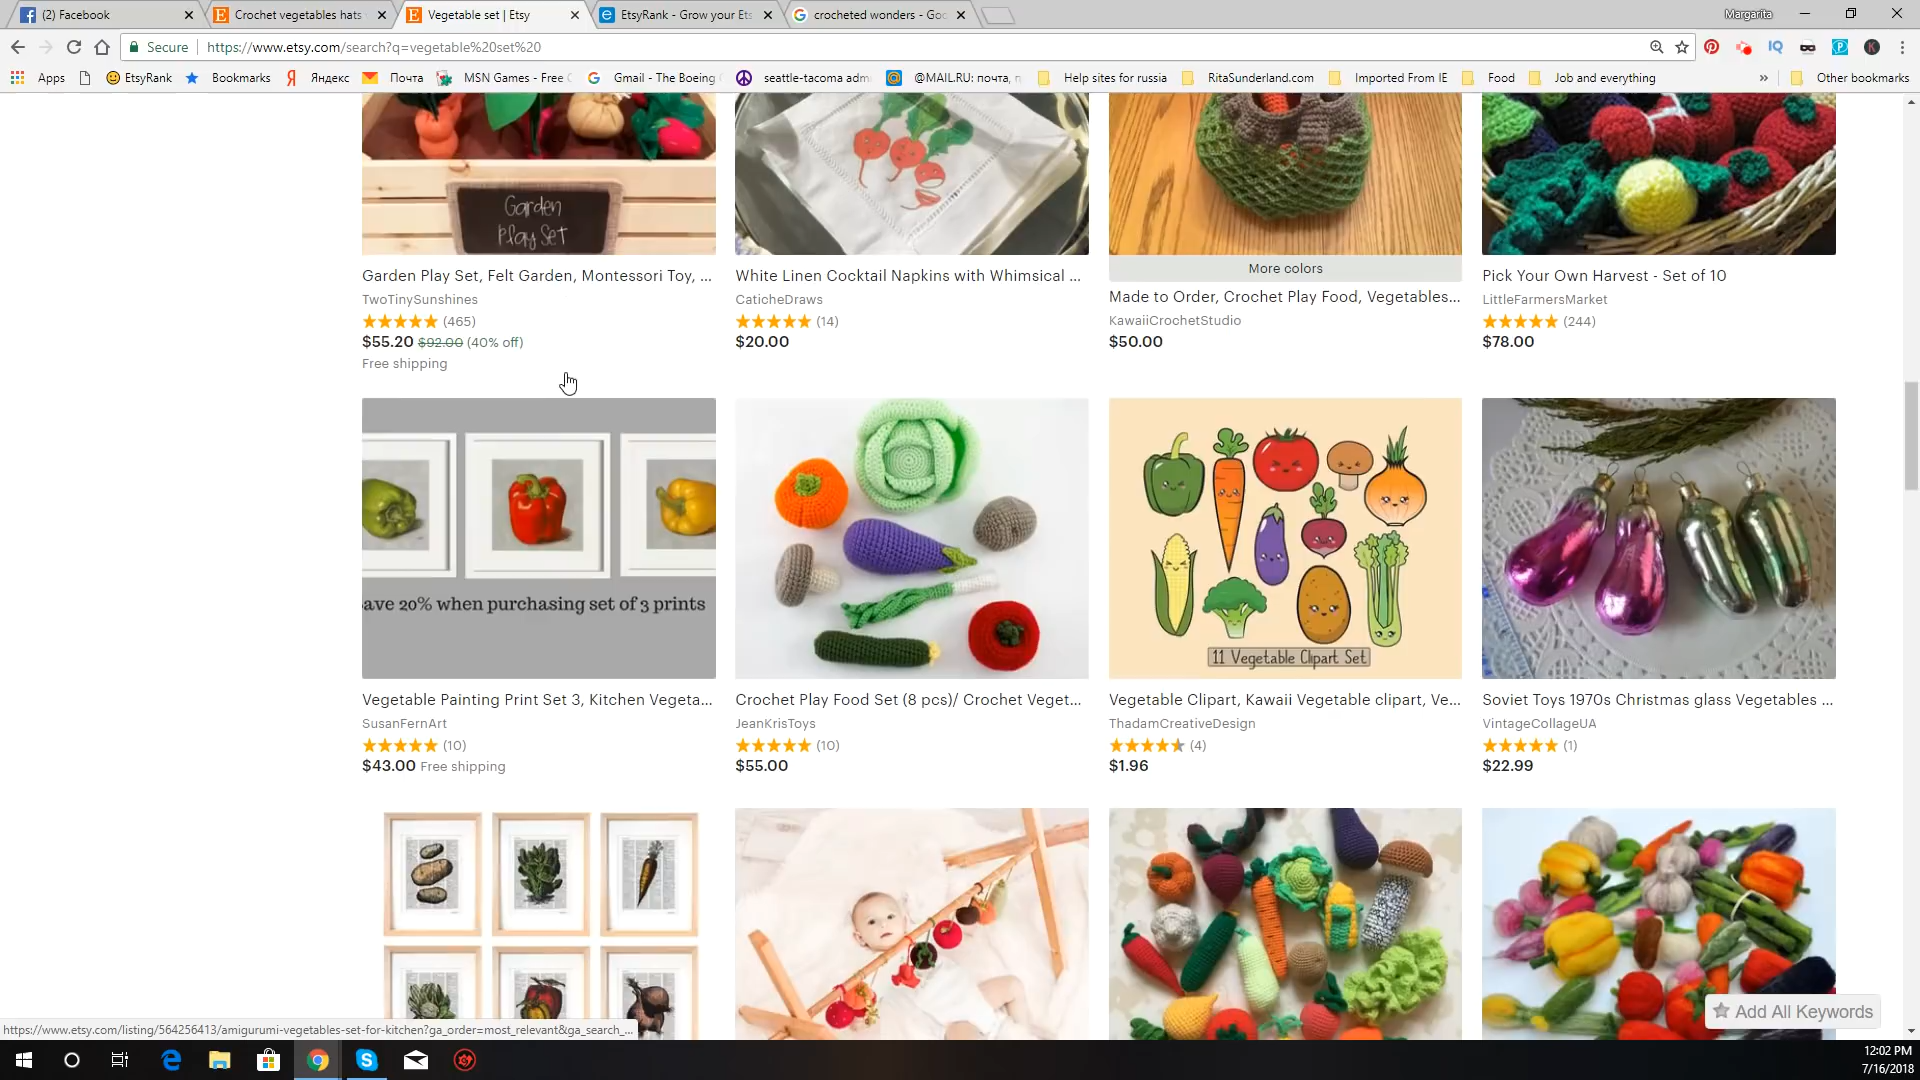 (2) Facebook
Crochet vegetables hats
Vegetable set | Etsy
EtsyRank - Grow your Ets
crocheted wonders - Goo
Margarita
Secure
https://www.etsy.com/search?q=vegetable%20set%20
Apps
EtsyRank
Bookmarks
Яндекс
Почта
MSN Games - Free C
Gmail - The Boeing
seattle-tacoma adm
@MAIL.RU: почта, п
Help sites for russia
RitaSunderland.com
Imported From IE
Food
Job and everything
Other bookmarks
Garden
Play Set
Garden Play Set, Felt Garden, Montessori Toy, ...
TwoTinySunshines
(465)
$55.20 $92.00 (40% off)
Free shipping
White Linen Cocktail Napkins with Whimsical ...
CaticheDraws
(14)
$20.00
More colors
Made to Order, Crochet Play Food, Vegetables...
KawaiiCrochetStudio
$50.00
Pick Your Own Harvest - Set of 10
LittleFarmersMarket
(244)
$78.00
ave 20% when purchasing set of 3 prints
Vegetable Painting Print Set 3, Kitchen Vegeta...
SusanFernArt
(10)
$43.00 Free shipping
Crochet Play Food Set (8 pcs)/ Crochet Veget...
JeanKrisToys
(10)
$55.00
11 Vegetable Clipart Set
Vegetable Clipart, Kawaii Vegetable clipart, Ve...
ThadamCreativeDesign
(4)
$1.96
Soviet Toys 1970s Christmas glass Vegetables ...
VintageCollageUA
(1)
$22.99
Add All Keywords
https://www.etsy.com/listing/564256413/amigurumi-vegetables-set-for-kitchen?ga_order=most_relevant&ga_search_...
12:02 PM
7/16/2018